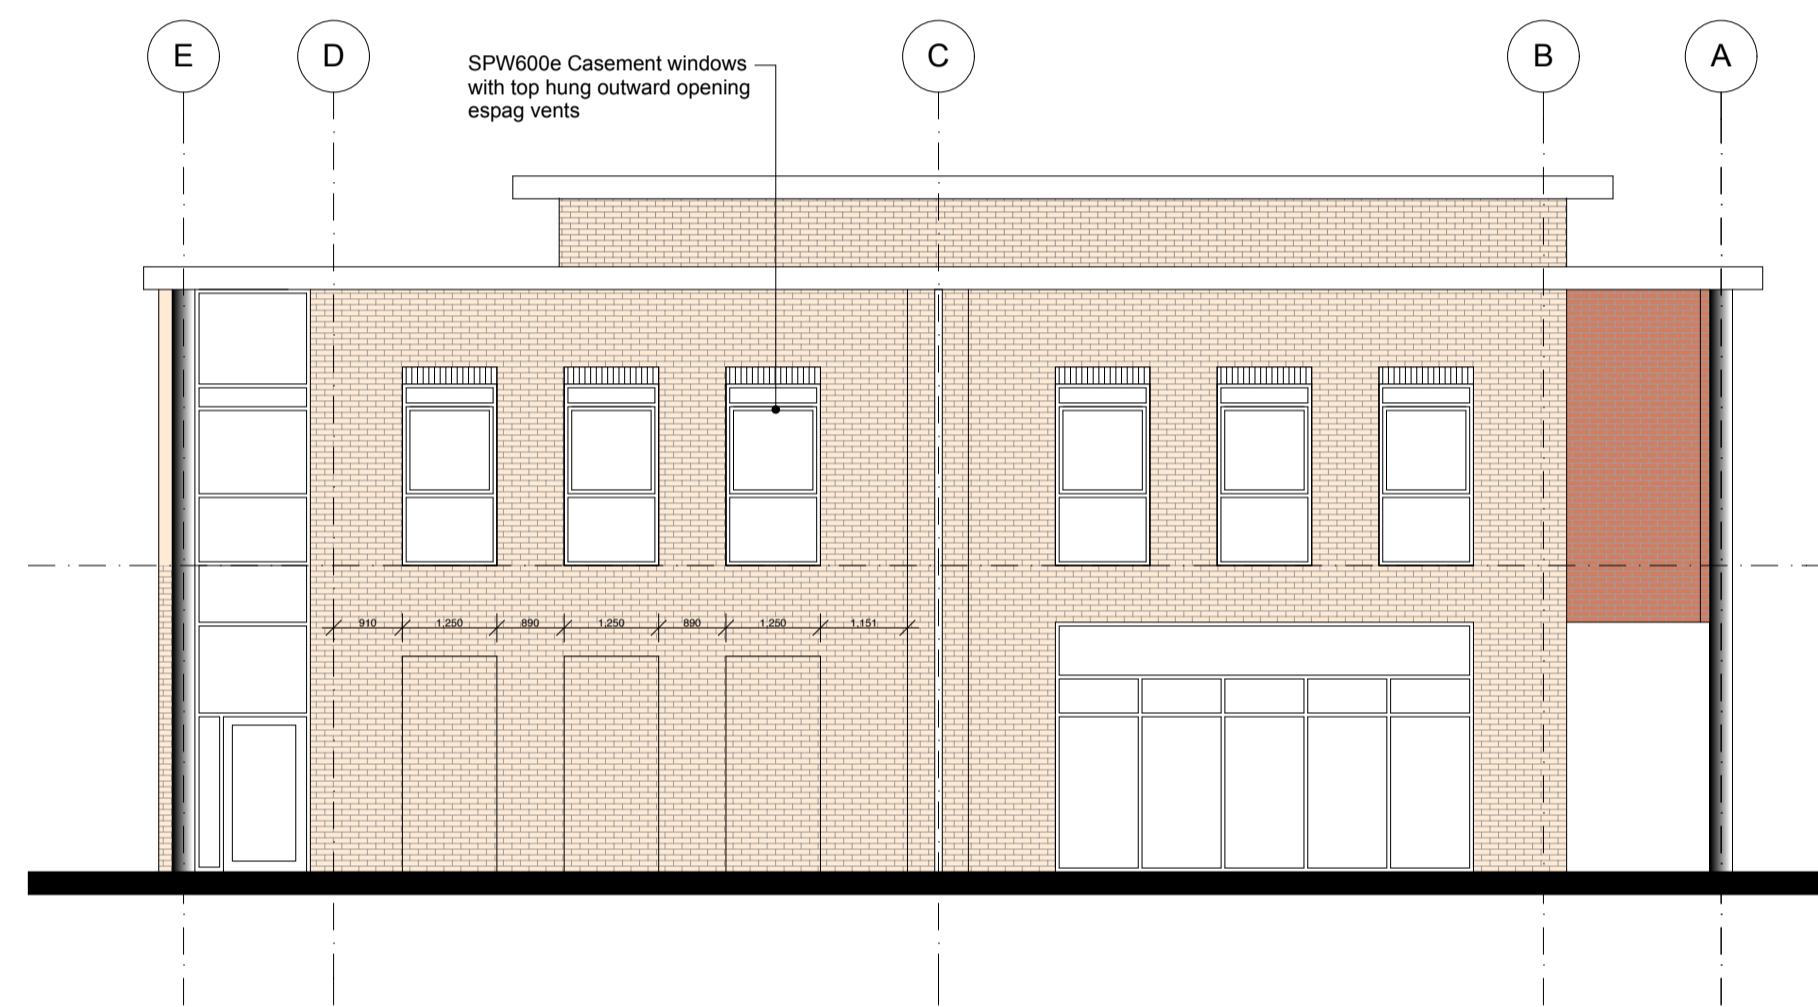 E
D
C
B
A
SPW600e Casement windows
with top hung outward opening
espag vents
910
1,250
890
1,250
890
1,250
1,151